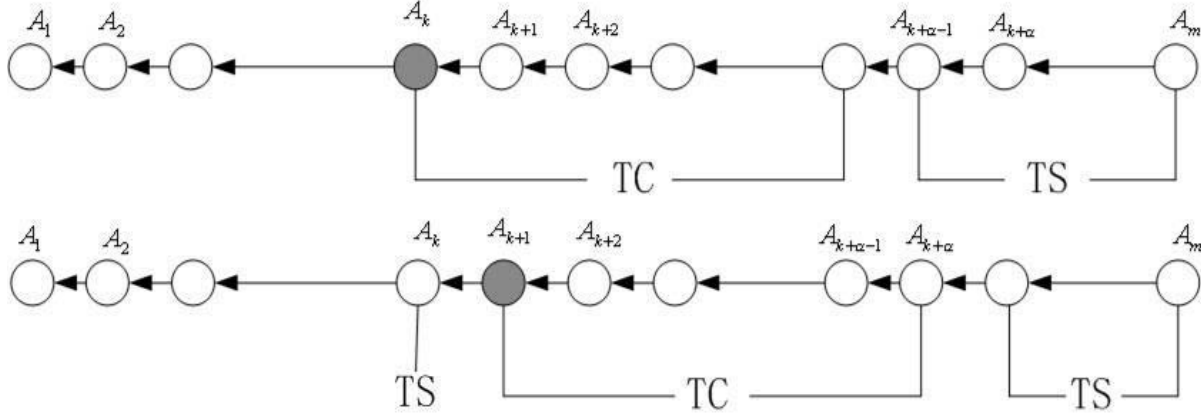 A₁ A₂ Aₖ Aₖ₊₁ Aₖ₊₂ Aₖ₊α₋₁ Aₖ₊α Aₘ
TC TS
A₁ A₂ Aₖ Aₖ₊₁ Aₖ₊₂ Aₖ₊α₋₁ Aₖ₊α Aₘ
TS TC TS